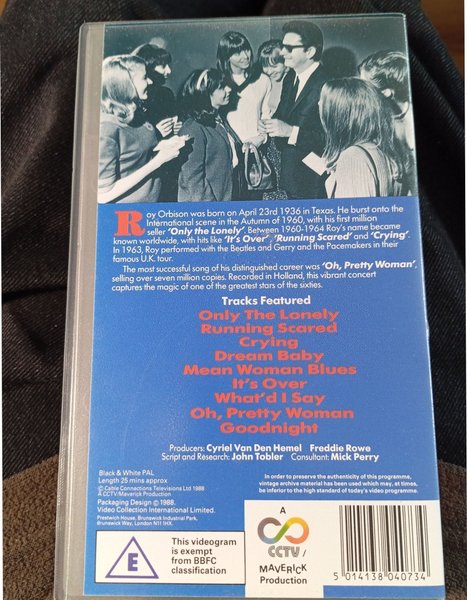 Roy Orbison was born on April 23rd 1936 in Texas. He burst onto the
International scene in the Autumn of 1960, with his first million
seller 'Only the Lonely'. Between 1960-1964 Roy's name became
known worldwide, with hits like 'It's Over', 'Running Scared' and 'Crying'.
In 1963, Roy performed with the Beatles and Gerry and the Pacemakers in their
famous U.K. tour.
The most successful song of his distinguished career was 'Oh, Pretty Woman',
selling over seven million copies. Recorded in Holland, this vibrant concert
captures the magic of one of the greatest stars of the sixties.
Tracks Featured
Only The Lonely
Running Scared
Crying
Dream Baby
Mean Woman Blues
It's Over
What'd I Say
Oh, Pretty Woman
Goodnight
Producers: Cyriel Van Den Hemel Freddie Rowe
Script and Research: John Tobler Consultant: Mick Perry
Black & White PAL
Length 25 mins approx
© Cable Connections Televisions Ltd 1988
A CCTV/Maverick Production
Packaging Design © 1988.
Video Collection International Limited.
Prestwich House, Brunswick Industrial Park,
Brunswick Way, London N11 1HX.
In order to preserve the authenticity of this programme,
vintage archive material has been used which may, at times,
be inferior to the high standard of today's video programme.
E
This videogram
is exempt
from BBFC
classification
A
CCTV/
MAVERICK
Production
5 014138 040734